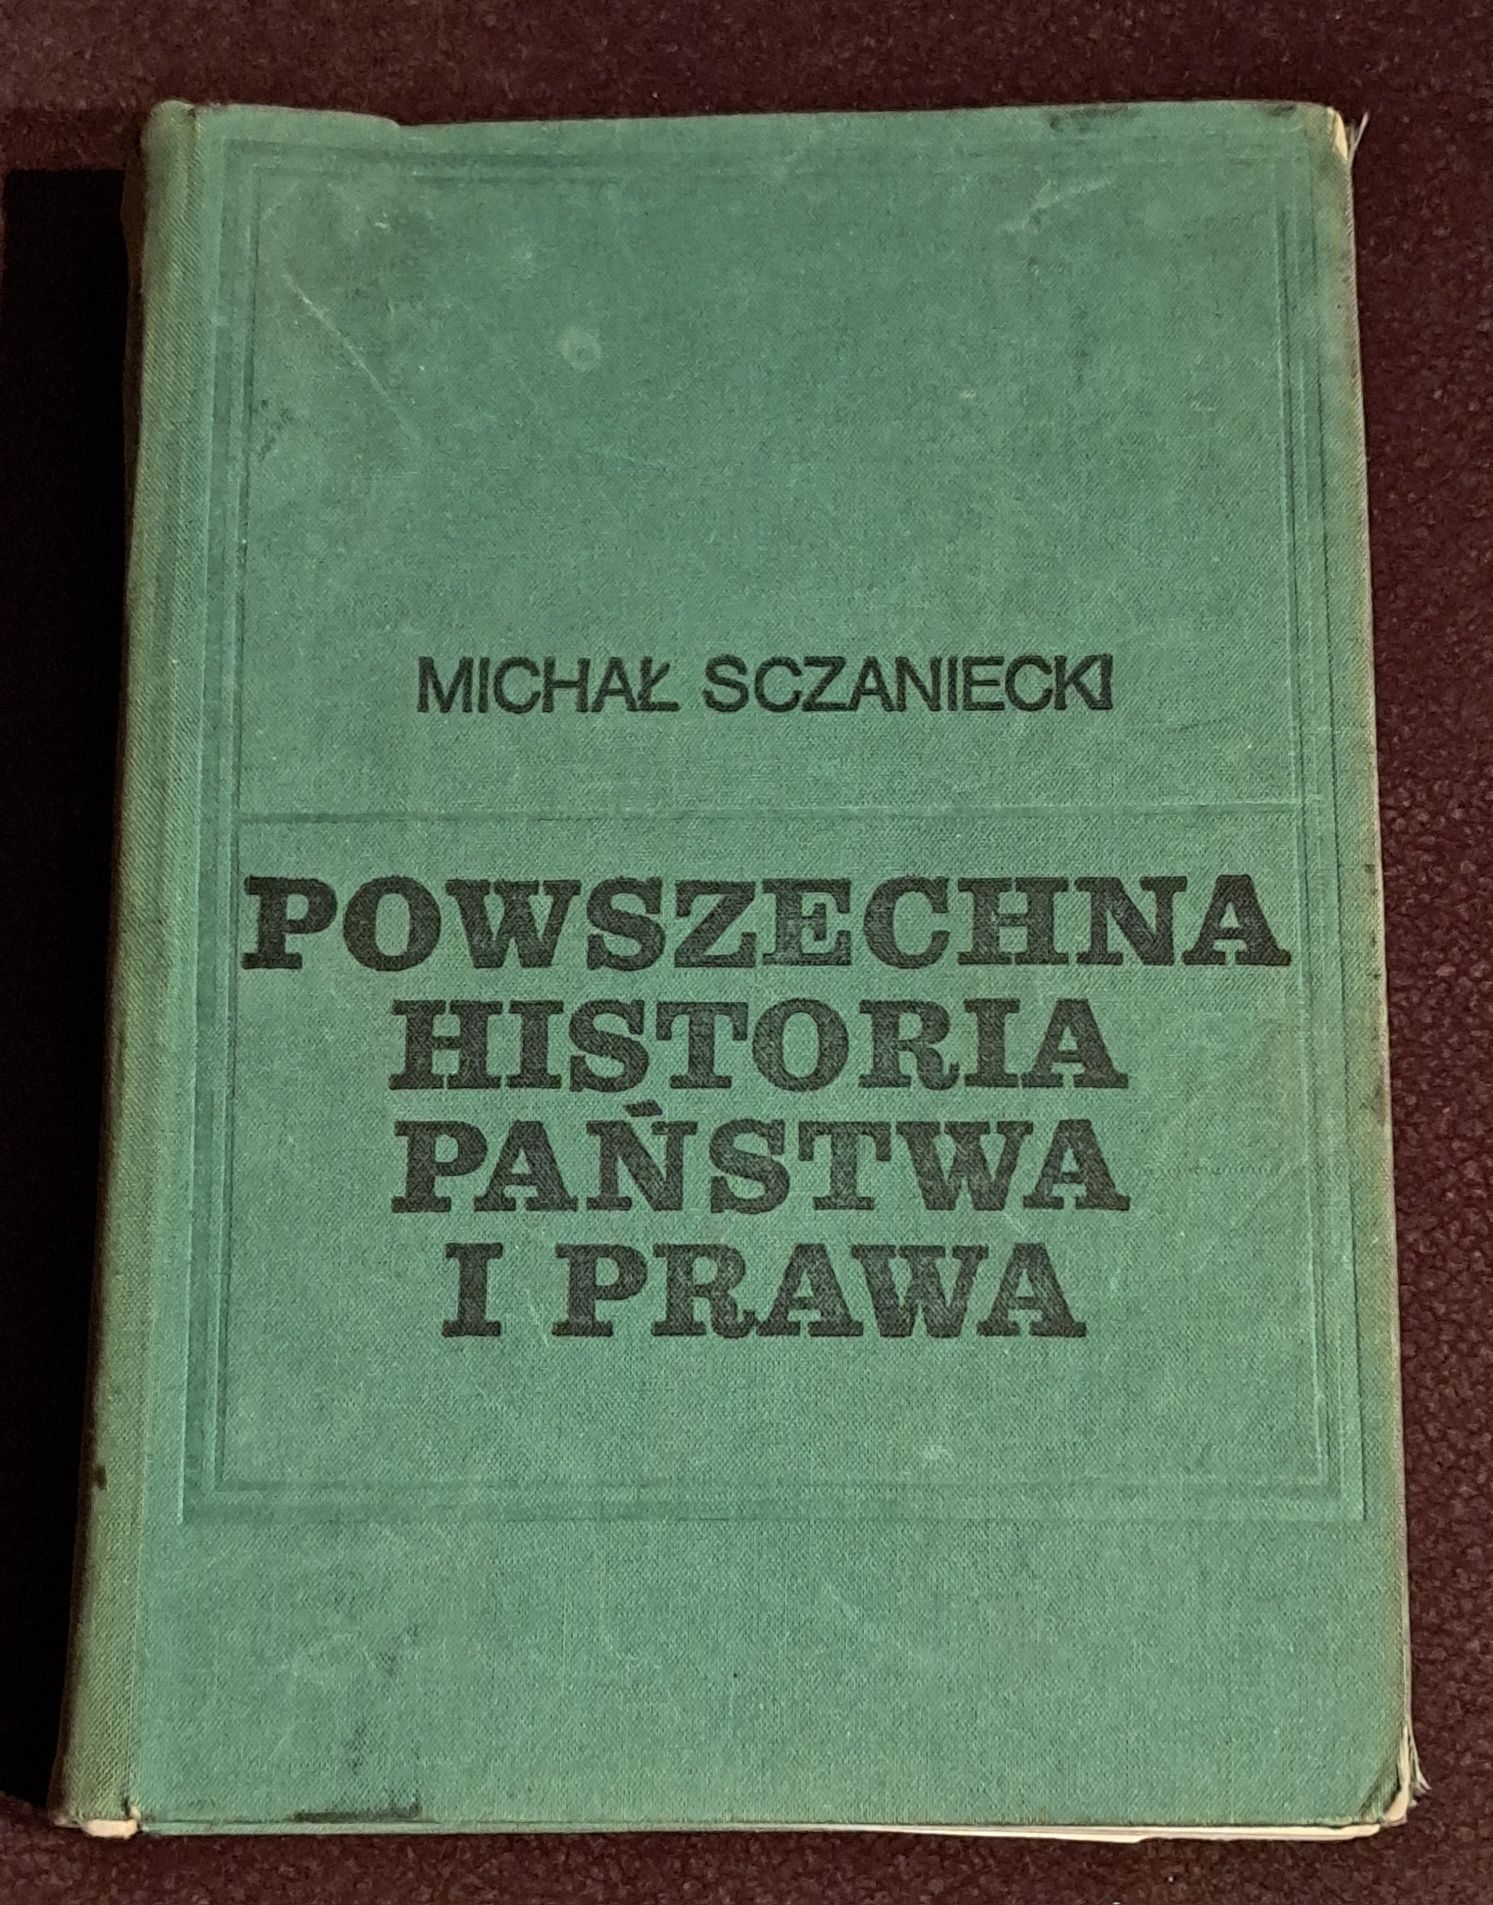 MICHAŁ SCZANIECKI
POWSZECHNA
HISTORIA
PAŃSTWA
I PRAWA